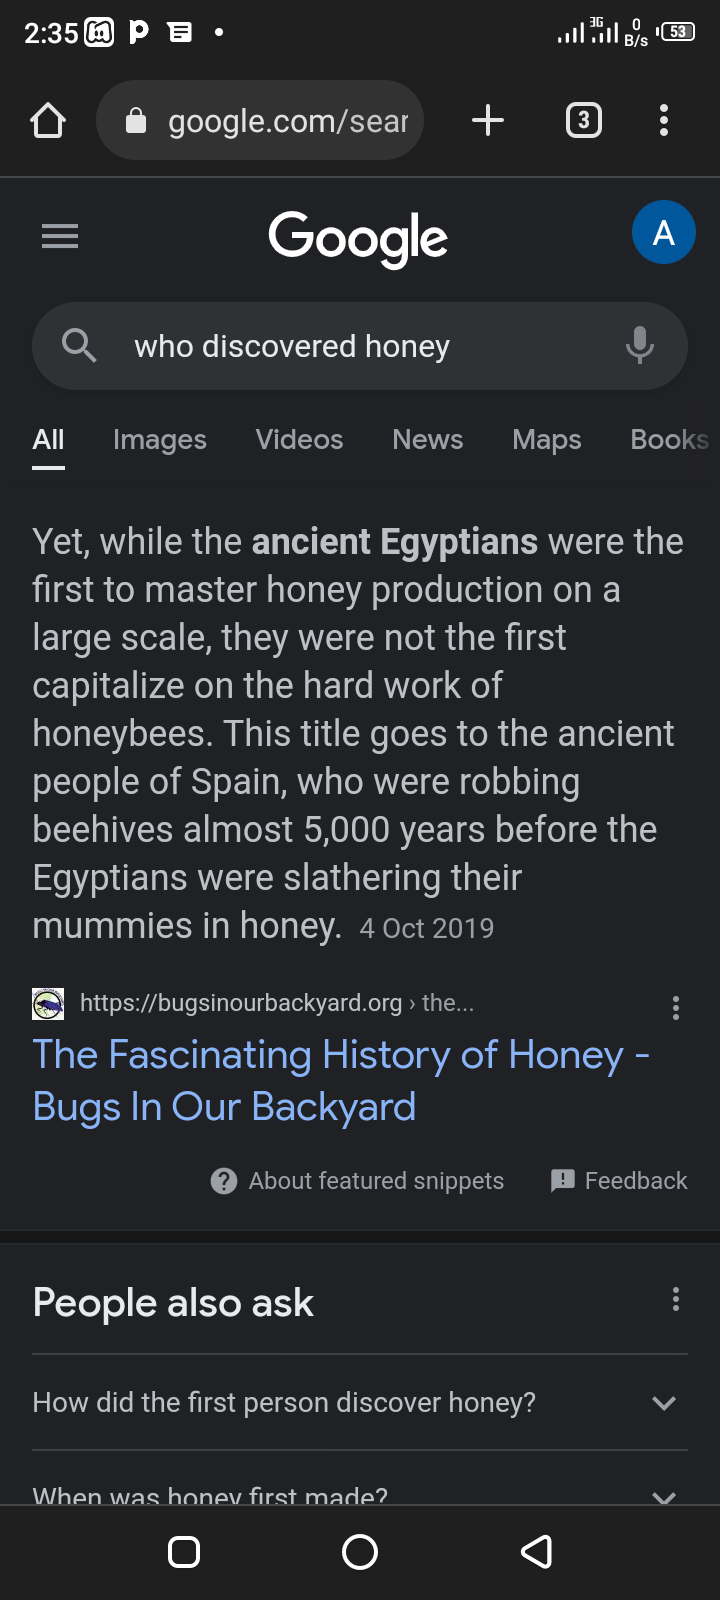 2:35
3G
0
B/s
53
google.com/sear
3
Google
A
who discovered honey
All Images Videos News Maps Books
Yet, while the ancient Egyptians were the
first to master honey production on a
large scale, they were not the first
capitalize on the hard work of
honeybees. This title goes to the ancient
people of Spain, who were robbing
beehives almost 5,000 years before the
Egyptians were slathering their
mummies in honey. 4 Oct 2019
https://bugsinourbackyard.org › the...
The Fascinating History of Honey -
Bugs In Our Backyard
About featured snippets Feedback
People also ask
How did the first person discover honey?
When was honey first made?